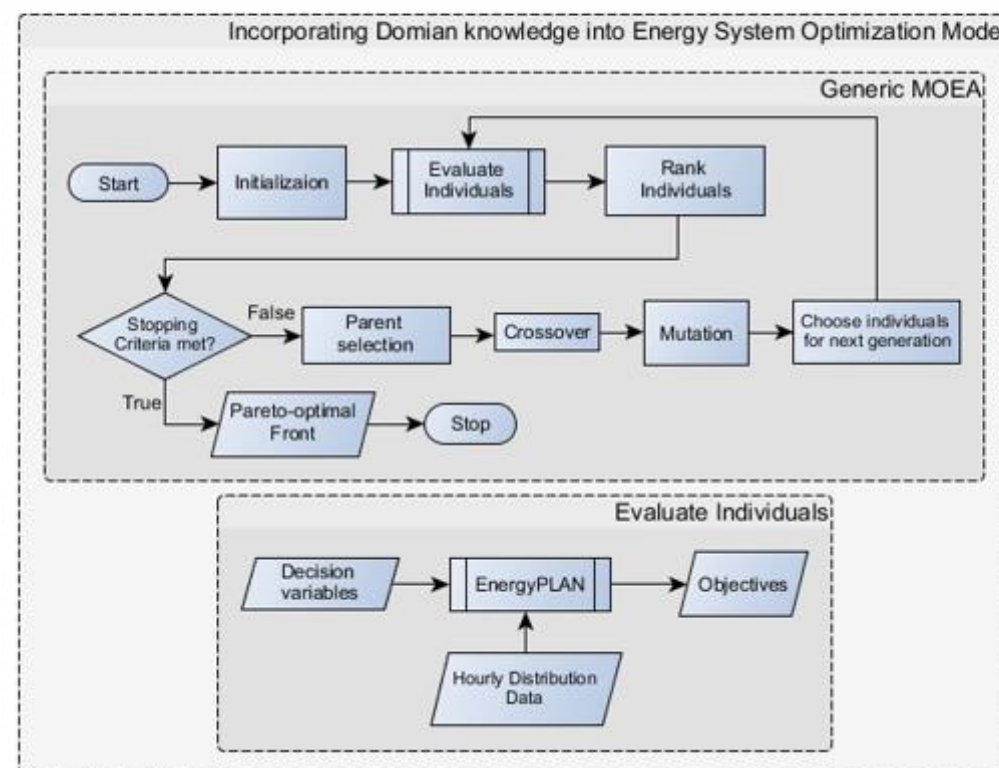 Incorporating Domian knowledge into Energy System Optimization Mode
Generic MOEA
Start
Initializaion
Evaluate
Individuals
Rank
Individuals
Stopping
Criteria met?
False
Parent
selection
Crossover
Mutation
Choose individuals
for next generation
True
Pareto-optimal
Front
Stop
Evaluate Individuals
Decision
variables
EnergyPLAN
Objectives
Hourly Distribution
Data